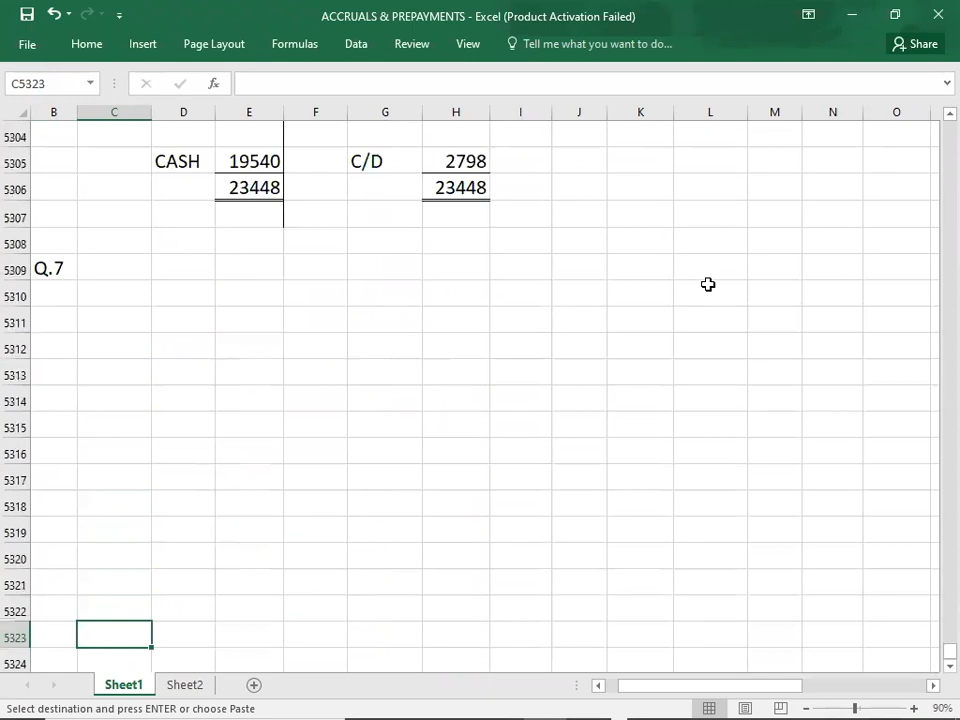 ACCRUALS & PREPAYMENTS - Excel (Product Activation Failed)
File Home Insert Page Layout Formulas Data Review View Tell me what you want to do... Share
C5323 fx
B C D E F G H I J K L M N O
5304
5305 CASH 19540 C/D 2798
5306 23448 23448
5307
5308
5309 Q.7
5310
5311
5312
5313
5314
5315
5316
5317
5318
5319
5320
5321
5322
5323
5324
Sheet1 Sheet2
Select destination and press ENTER or choose Paste 90%